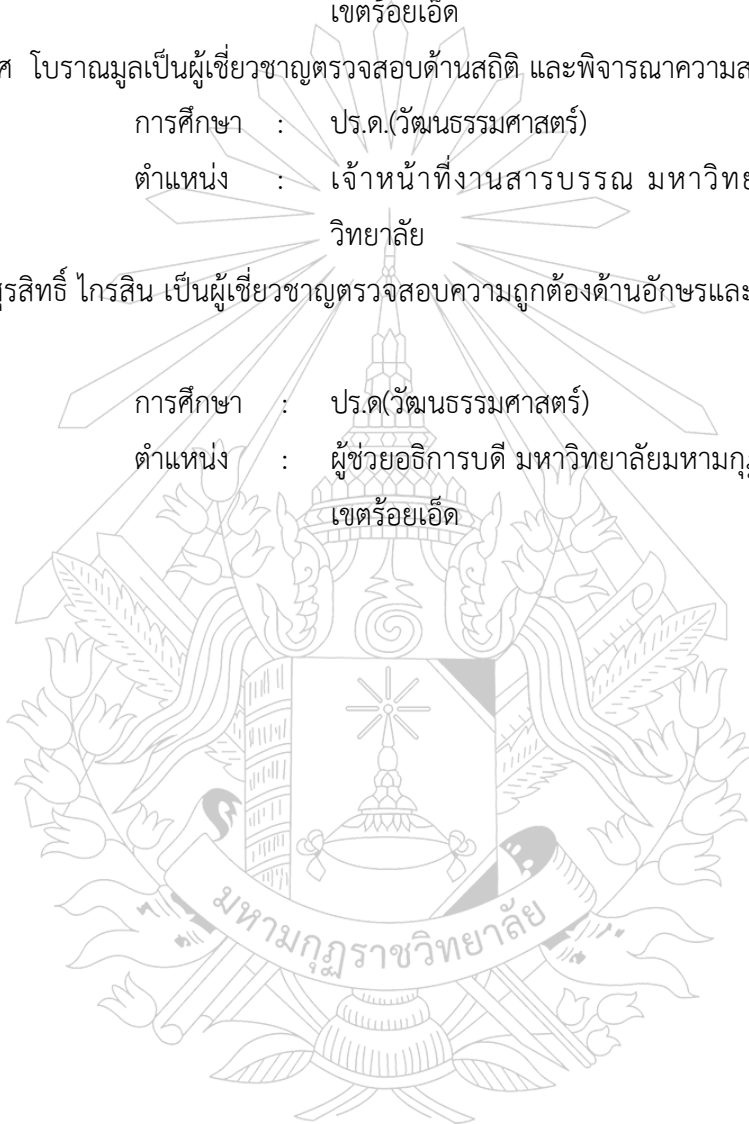 เขตร้อยเอ็ด
ศ โบราณมูลเป็นผู้เชี่ยวชาญตรวจสอบด้านสถิติ และพิจารณาความส
การศึกษา : ปร.ด.(วัฒนธรรมศาสตร์)
ตำแหน่ง : เจ้าหน้าที่งานสารบรรณ มหาวิทย
วิทยาลัย
สุรสิทธิ์ ไกรสิน เป็นผู้เชี่ยวชาญตรวจสอบความถูกต้องด้านอักษรและ
การศึกษา : ปร.ด(วัฒนธรรมศาสตร์)
ตำแหน่ง : ผู้ช่วยอธิการบดี มหาวิทยาลัยมหามกุ
เขตร้อยเอ็ด
มหามกุฏราชวิทยาลัย